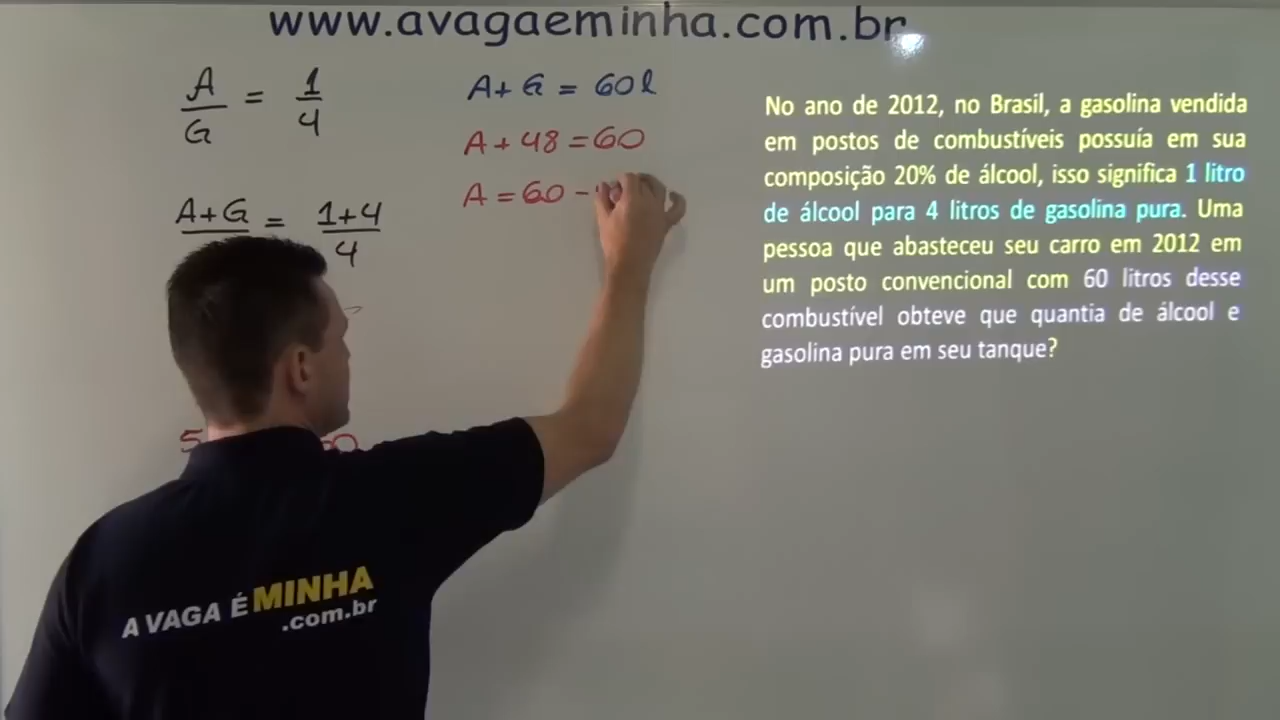 www.avagaeminha.com.br
A/G = 1/4
A+G = 1+4/4
A+G = 60l
A+48=60
A=60-
No ano de 2012, no Brasil, a gasolina vendida
em postos de combustíveis possuía em sua
composição 20% de álcool, isso significa 1 litro
de álcool para 4 litros de gasolina pura. Uma
pessoa que abasteceu seu carro em 2012 em
um posto convencional com 60 litros desse
combustível obteve que quantia de álcool e
gasolina pura em seu tanque?
5
A VAGA É MINHA
.com.br